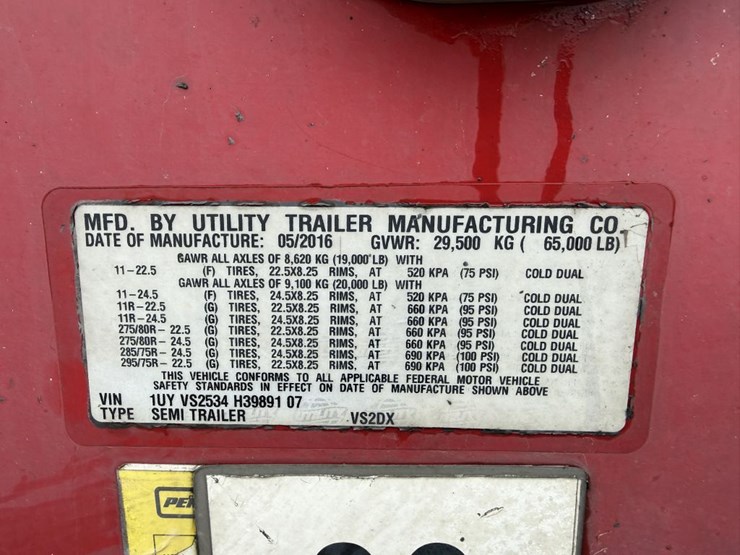 MFD. BY UTILITY TRAILER MANUFACTURING CO.
DATE OF MANUFACTURE: 05/2016 GVWR: 29,500 KG ( 65,000 LB)
GAWR ALL AXLES OF 8,620 KG (19,000 LB) WITH
11-22.5 (F) TIRES, 22.5X8.25 RIMS, AT 520 KPA (75 PSI) COLD DUAL
GAWR ALL AXLES OF 9,100 KG (20,000 LB) WITH
11-24.5 (F) TIRES, 24.5X8.25 RIMS, AT 520 KPA (75 PSI) COLD DUAL
11R-22.5 (G) TIRES, 22.5X8.25 RIMS, AT 660 KPA (95 PSI) COLD DUAL
11R-24.5 (G) TIRES, 24.5X8.25 RIMS, AT 660 KPA (95 PSI) COLD DUAL
275/80R-22.5 (G) TIRES, 22.5X8.25 RIMS, AT 660 KPA (95 PSI) COLD DUAL
275/80R-24.5 (G) TIRES, 24.5X8.25 RIMS, AT 660 KPA (95 PSI) COLD DUAL
285/75R-24.5 (G) TIRES, 24.5X8.25 RIMS, AT 690 KPA (100 PSI) COLD DUAL
295/75R-22.5 (G) TIRES, 22.5X8.25 RIMS, AT 690 KPA (100 PSI) COLD DUAL
THIS VEHICLE CONFORMS TO ALL APPLICABLE FEDERAL MOTOR VEHICLE
SAFETY STANDARDS IN EFFECT ON DATE OF MANUFACTURE SHOWN ABOVE
VIN 1UY VS2534 H39891 07
TYPE SEMI TRAILER VS2DX